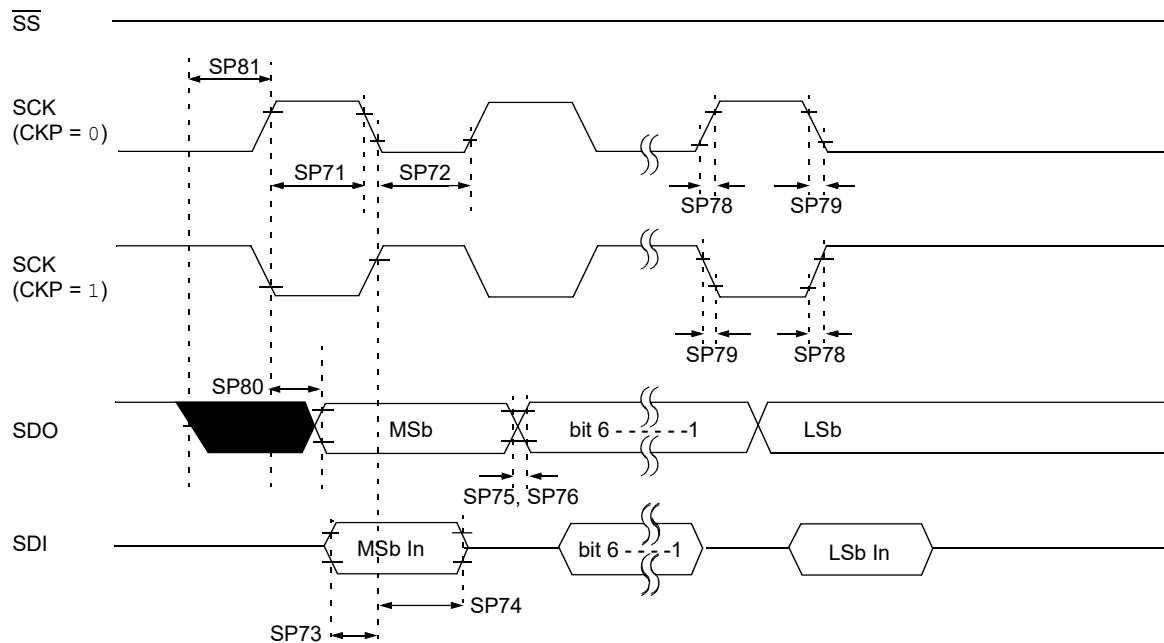 SS
SP81
SCK
(CKP = 0)
SP71
SP72
SP78
SP79
SCK
(CKP = 1)
SP79
SP78
SP80
SDO
MSb
bit 6 - - - - - - -1
LSb
SP75, SP76
SDI
MSb In
bit 6 - - - - -1
LSb In
SP74
SP73